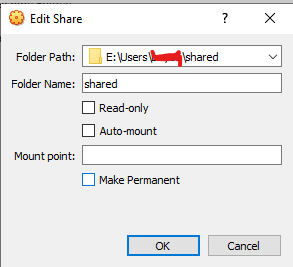 Edit Share
Folder Path: E:\Users\ \shared
Folder Name: shared
Read-only
Auto-mount
Mount point:
Make Permanent
OK Cancel